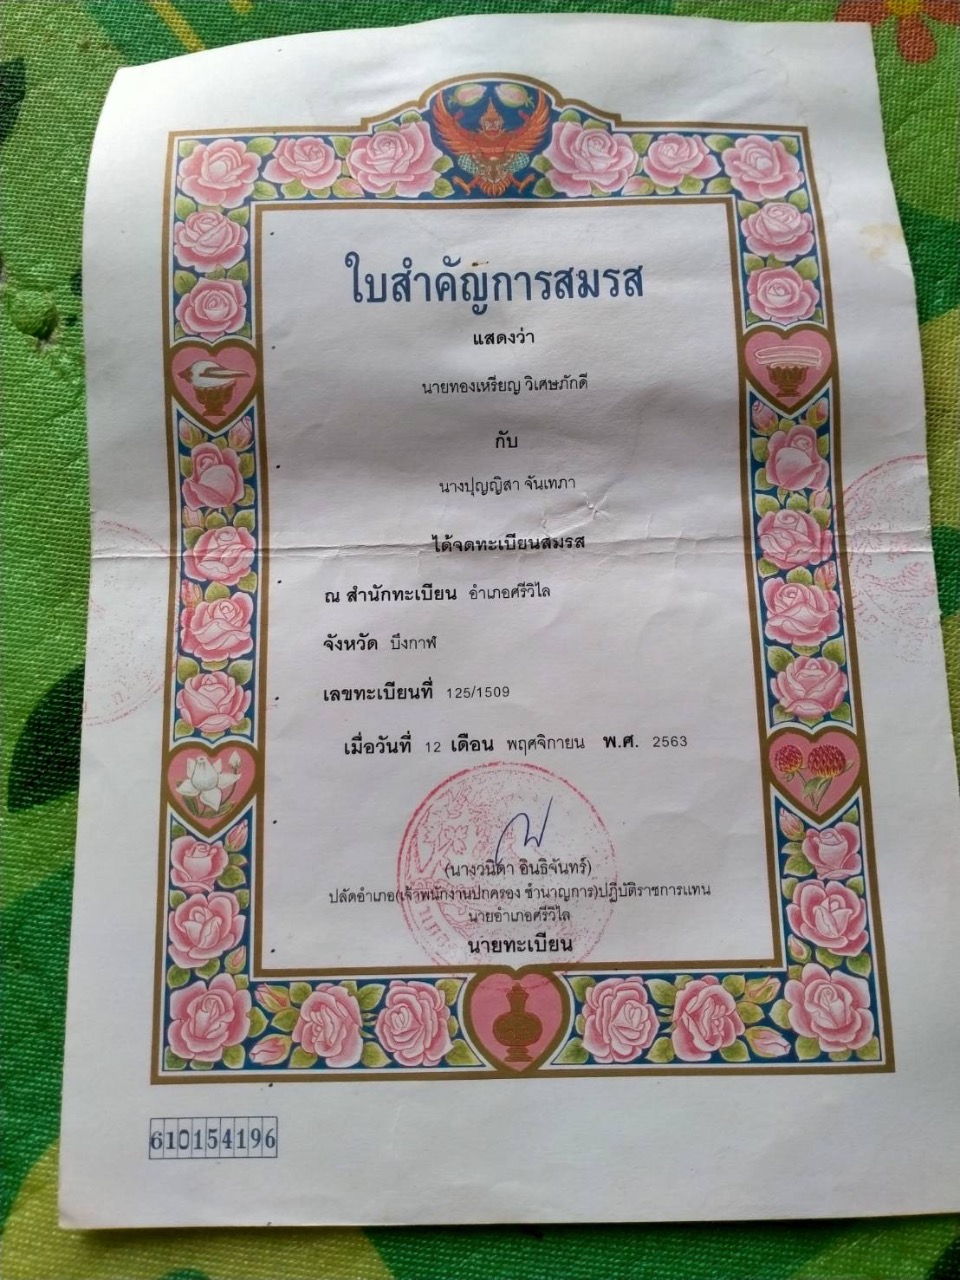 ใบสำคัญการสมรส
แสดงว่า
นายทองเหรียญ วิเศษภักดี
กับ
นางปุญญิสา จันเทภา
ได้จดทะเบียนสมรส
ณ สำนักทะเบียน อำเภอศรีวิไล
จังหวัด บึงกาฬ
เลขทะเบียนที่ 125/1509
เมื่อวันที่ 12 เดือน พฤศจิกายน พ.ศ. 2563
(นางวนิดา อินธิจันทร์)
ปลัดอำเภอ(เจ้าพนักงานปกครอง ชำนาญการ)ปฏิบัติราชการแทน
นายอำเภอศรีวิไล
นายทะเบียน
610154196